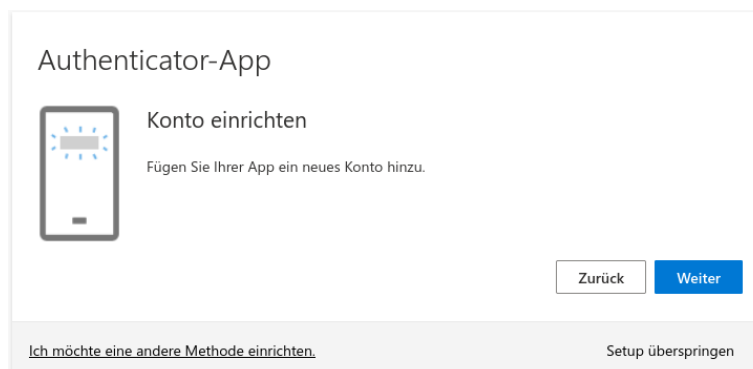 Authenticator-App
Konto einrichten
Fügen Sie Ihrer App ein neues Konto hinzu.
Zurück
Weiter
Ich möchte eine andere Methode einrichten.
Setup überspringen